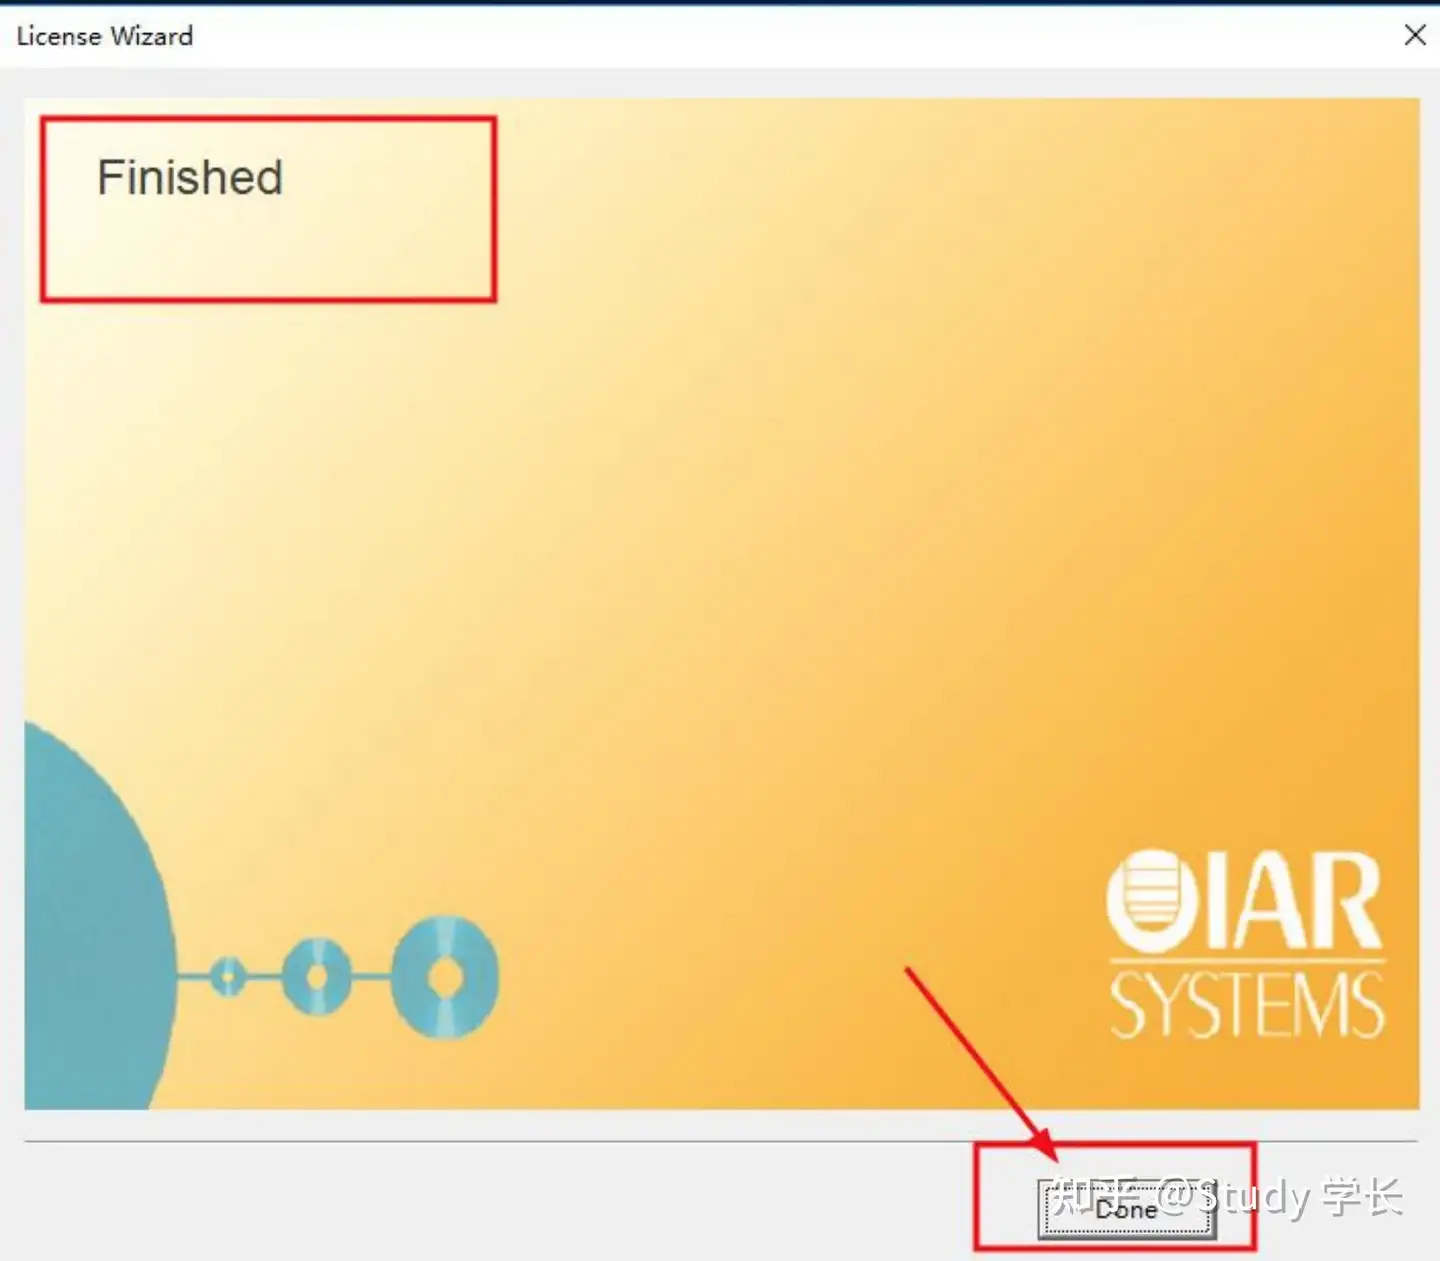 License Wizard
Finished
IAR
SYSTEMS
Done
知乎 @Study 学长